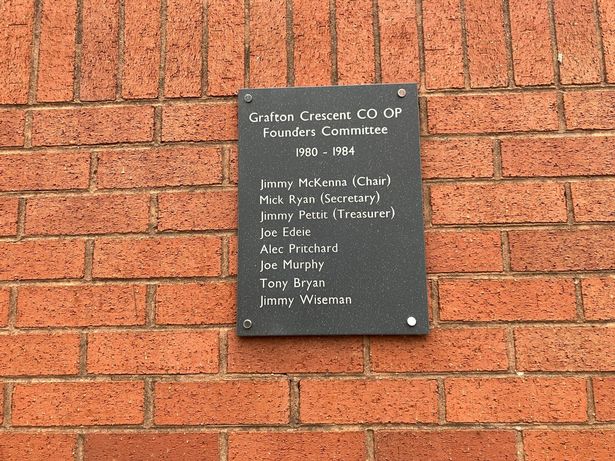 Grafton Crescent CO OP
Founders Committee
1980 - 1984
Jimmy McKenna (Chair)
Mick Ryan (Secretary)
Jimmy Pettit (Treasurer)
Joe Edeie
Alec Pritchard
Joe Murphy
Tony Bryan
Jimmy Wiseman